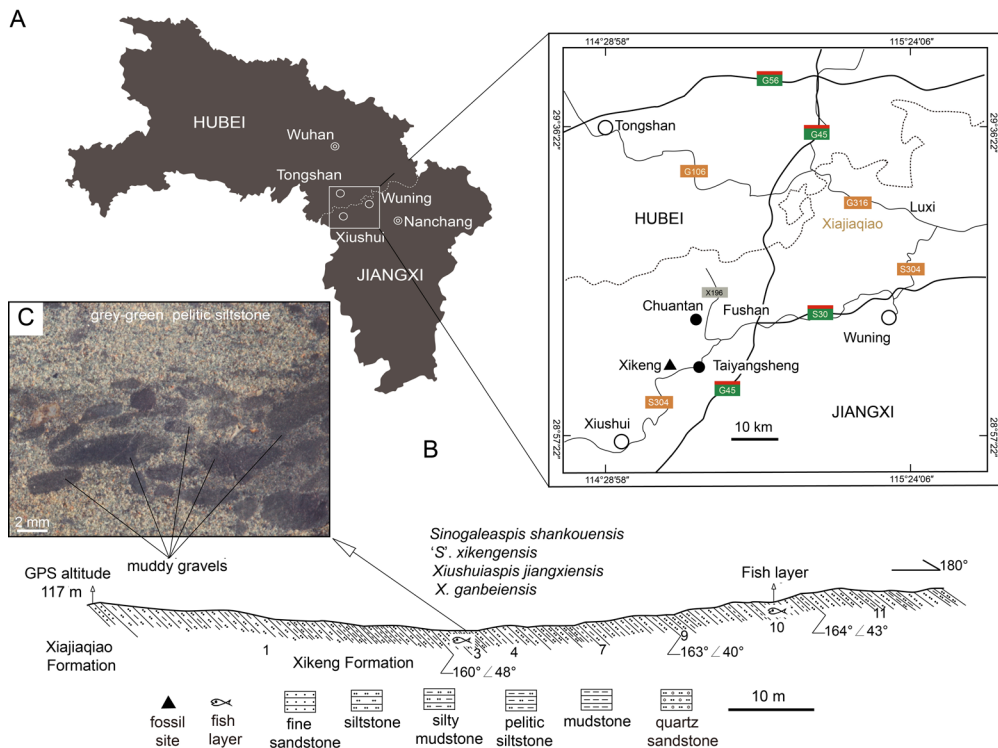 A
HUBEI
Wuhan
Tongshan
Wuning
Nanchang
Xiushui
JIANGXI
114°28′58″
115°24′06″
G56
29°36′22″
Tongshan
G45
29°36′22″
G106
HUBEI
G316
Luxi
Xiajiaqiao
S304
X196
Chuantan
Fushan
S30
Wuning
Xikeng
Taiyangsheng
G45
S304
JIANGXI
Xiushui
10 km
28°57′22″
28°57′22″
114°28′58″
115°24′06″
C
grey-green pelitic siltstone
2 mm
muddy gravels
B
Sinogaleaspis shankouensis
'S'. xikengensis
Xiushuiaspis jiangxiensis
X. ganbeiensis
GPS altitude
117 m
Fish layer
180°
Xiajiaqiao
Formation
1
Xikeng Formation
3
4
7
9
10
11
160°∠48°
163°∠40°
164°∠43°
fossil
site
fish
layer
fine
sandstone
siltstone
silty
mudstone
pelitic
siltstone
mudstone
quartz
sandstone
10 m